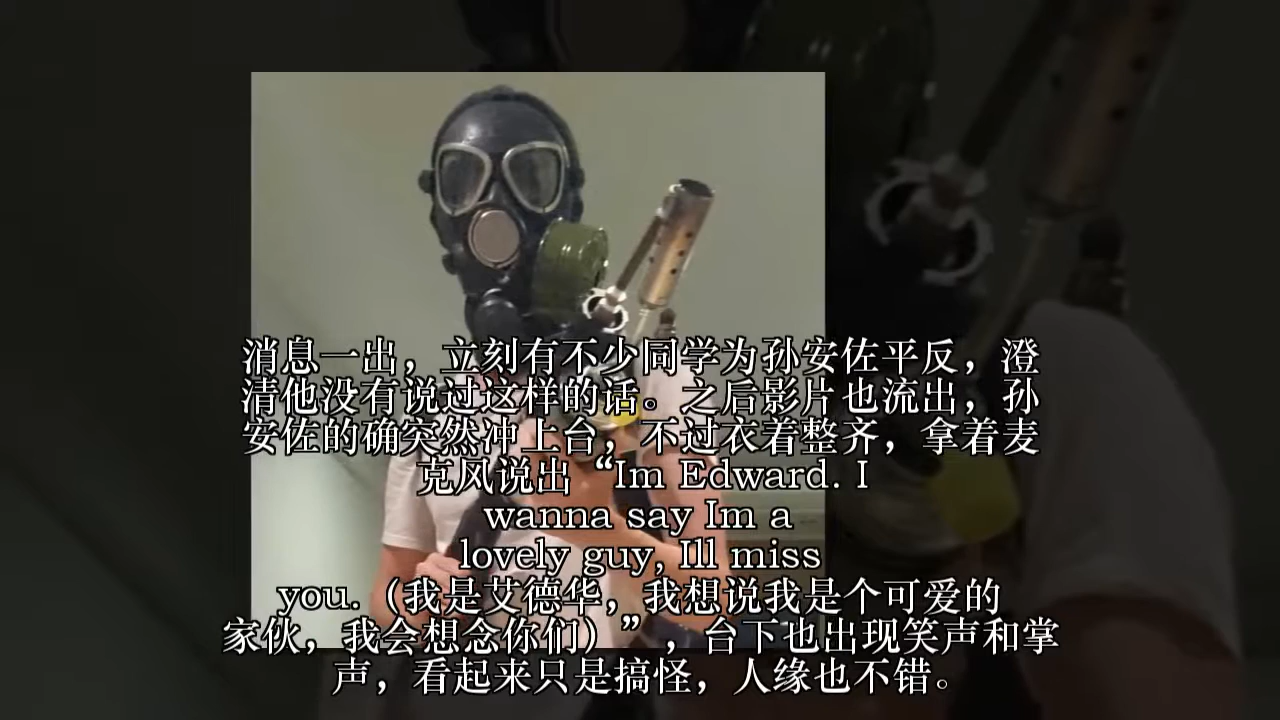 消息一出，立刻有不少同学为孙安佐平反，澄
清他没有说过这样的话。之后影片也流出，孙
安佐的确突然冲上台，不过衣着整齐，拿着麦
克风说出“Im Edward. I
wanna say Im a
lovely guy, Ill miss
you.（我是艾德华，我想说我是个可爱的
家伙，我会想念你们）”，台下也出现笑声和掌
声，看起来只是搞怪，人缘也不错。